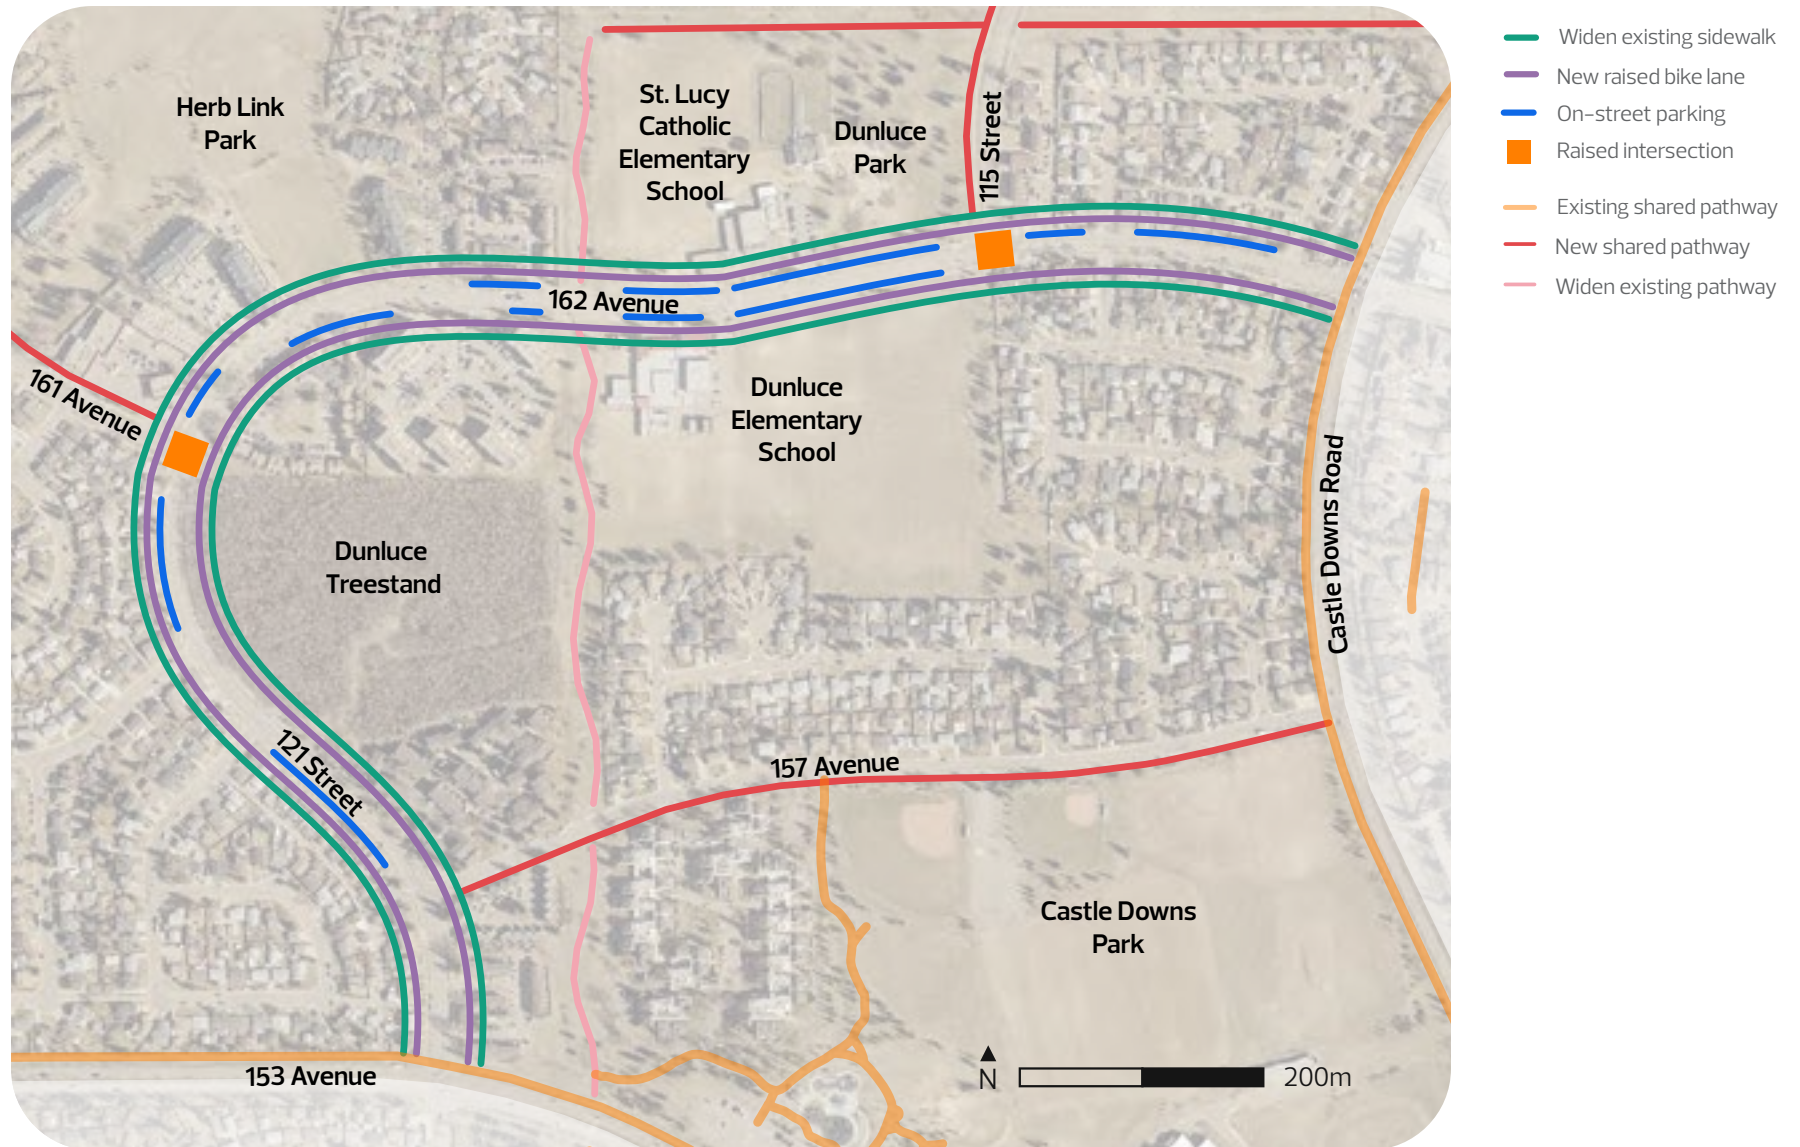 Herb Link
Park
St. Lucy
Catholic
Elementary
School
Dunluce
Park
115 Street
162 Avenue
161 Avenue
Dunluce
Elementary
School
Dunluce
Treestand
Castle Downs Road
121 Street
157 Avenue
Castle Downs
Park
153 Avenue
N
200m
Widen existing sidewalk
New raised bike lane
On-street parking
Raised intersection
Existing shared pathway
New shared pathway
Widen existing pathway